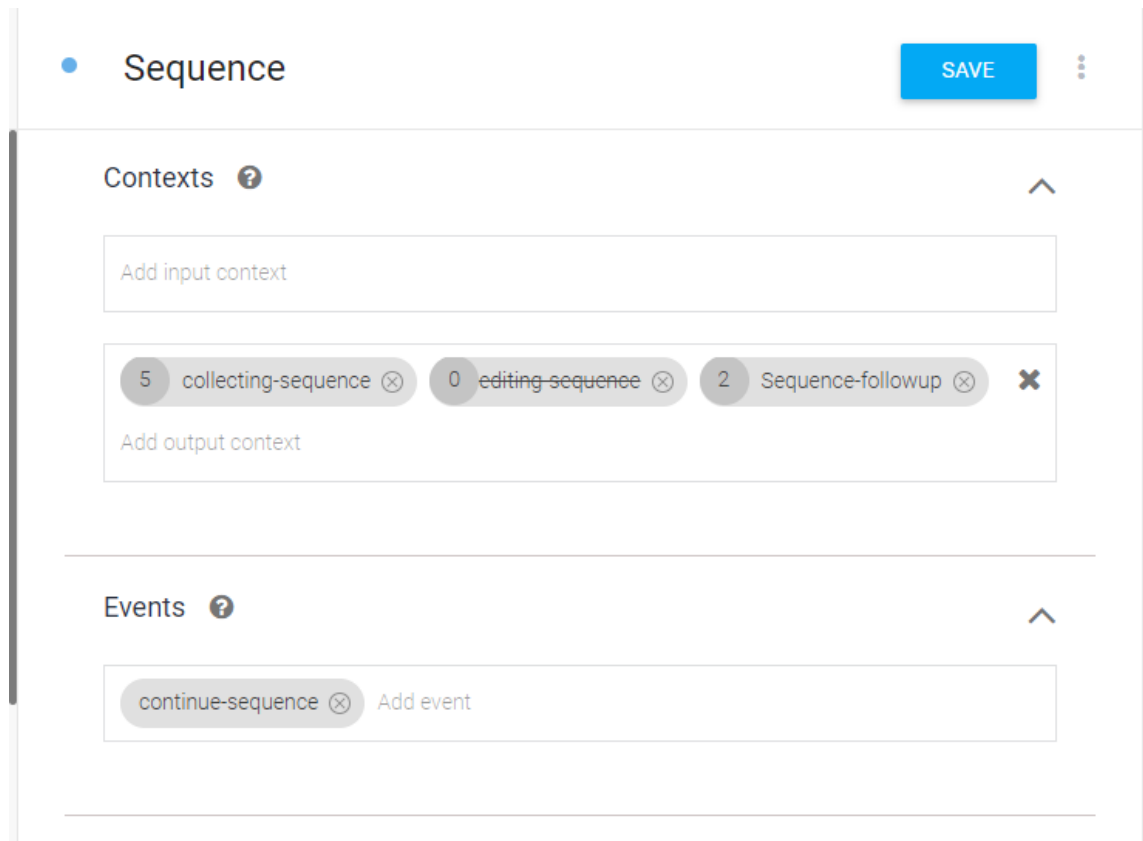 Sequence SAVE
Contexts
Add input context
5 collecting-sequence 0 editing-sequence 2 Sequence-followup
Add output context
Events
continue-sequence Add event